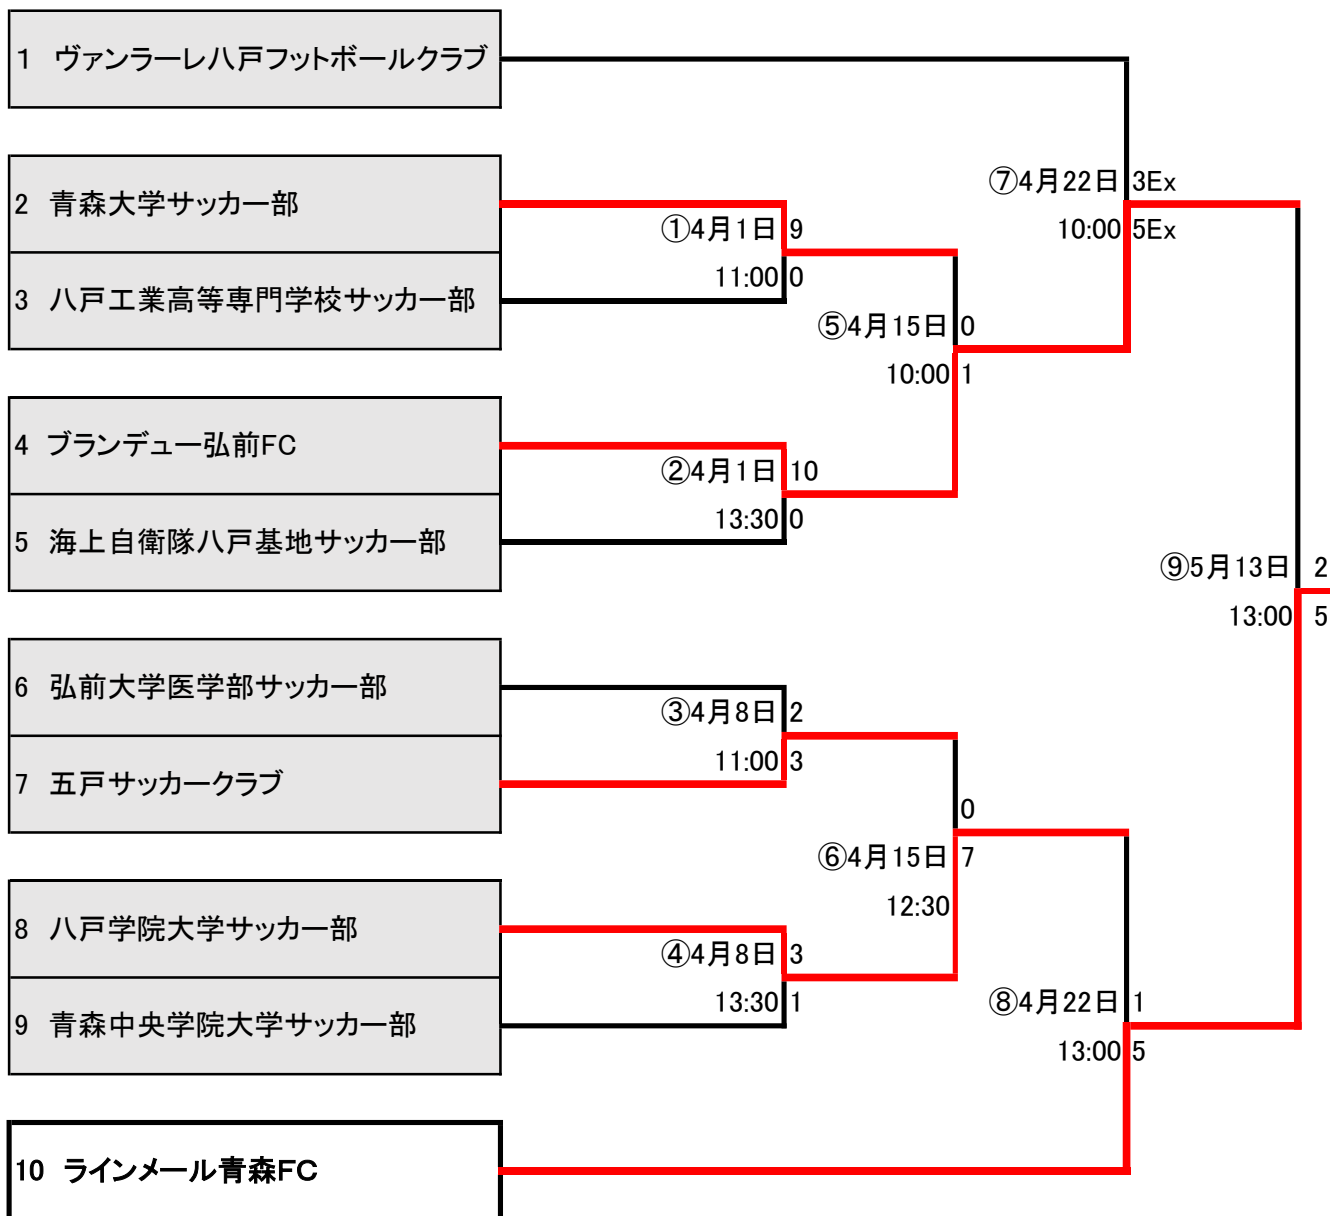 1 ヴァンラーレ八戸フットボールクラブ
2 青森大学サッカー部
3 八戸工業高等専門学校サッカー部
4 ブランデュー弘前FC
5 海上自衛隊八戸基地サッカー部
6 弘前大学医学部サッカー部
7 五戸サッカークラブ
8 八戸学院大学サッカー部
9 青森中央学院大学サッカー部
10 ラインメール青森FC
①4月1日 9
11:00 0
②4月1日 10
13:30 0
③4月8日 2
11:00 3
④4月8日 3
13:30 1
⑤4月15日 0
10:00 1
0
⑥4月15日 7
12:30
⑦4月22日 3Ex
10:00 5Ex
⑧4月22日 1
13:00 5
⑨5月13日 2
13:00 5